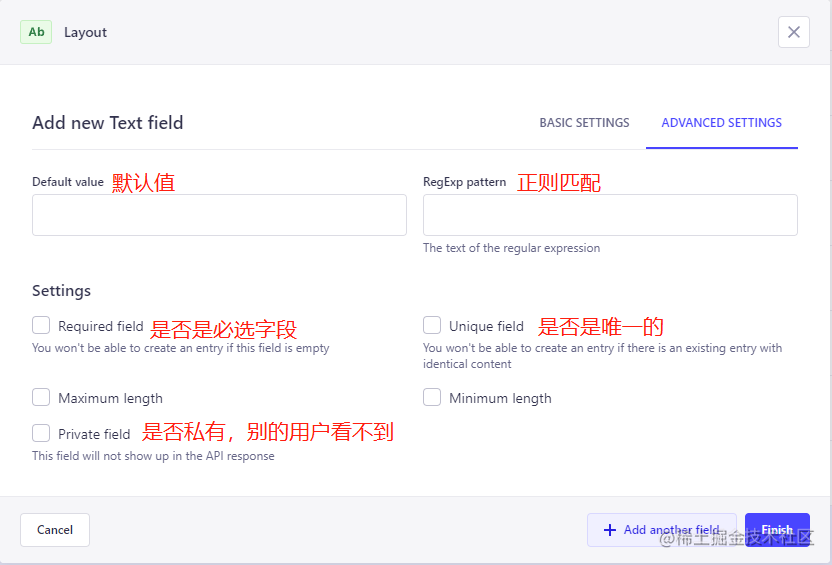 Ab Layout
Add new Text field
BASIC SETTINGS
ADVANCED SETTINGS
Default value 默认值
RegExp pattern 正则匹配
The text of the regular expression
Settings
Required field 是否是必选字段
You won't be able to create an entry if this field is empty
Unique field 是否是唯一的
You won't be able to create an entry if there is an existing entry with
identical content
Maximum length
Minimum length
Private field 是否私有，别的用户看不到
This field will not show up in the API response
Cancel
Add another field
Finish
@稀土掘金技术社区